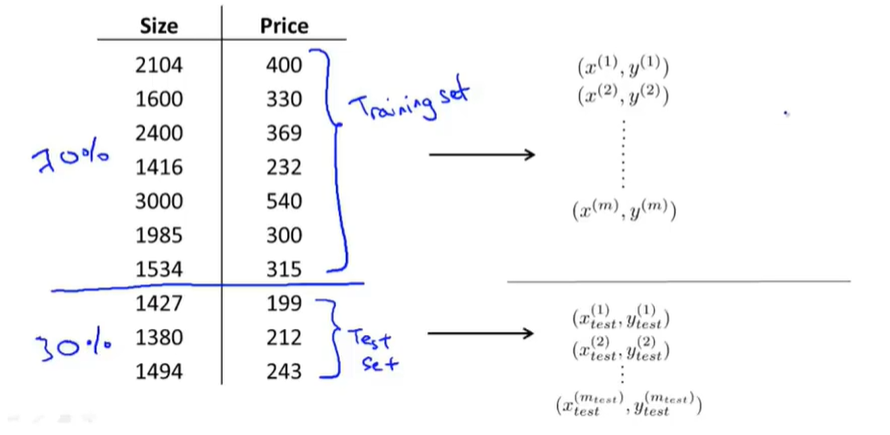 Size Price
2104 400
1600 330
2400 369
1416 232
3000 540
1985 300
1534 315
1427 199
1380 212
1494 243
70%
30%
Training set
Test
set
(x^{(1)}, y^{(1)})
(x^{(2)}, y^{(2)})
⋮
(x^{(m)}, y^{(m)})
(x_{test}^{(1)}, y_{test}^{(1)})
(x_{test}^{(2)}, y_{test}^{(2)})
⋮
(x_{test}^{(m_{test})}, y_{test}^{(m_{test})})